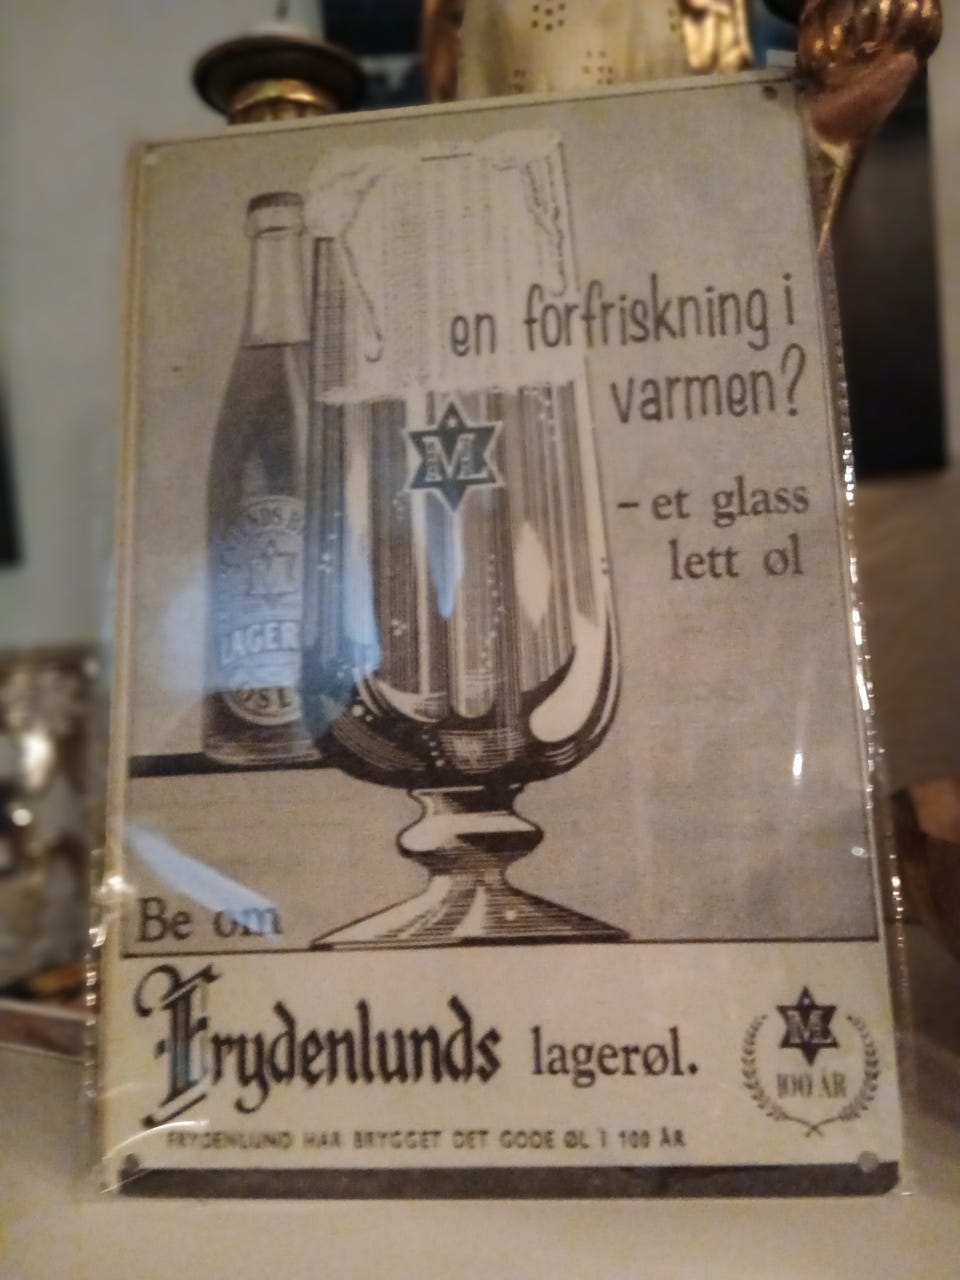 en forfriskning i
varmen?
– et glass
lett øl
M
M
LAGER
Be om
Frydenlunds lagerøl.
M
100 ÅR
FRYDENLUND HAR BRYGGET DET GODE ØL I 100 ÅR